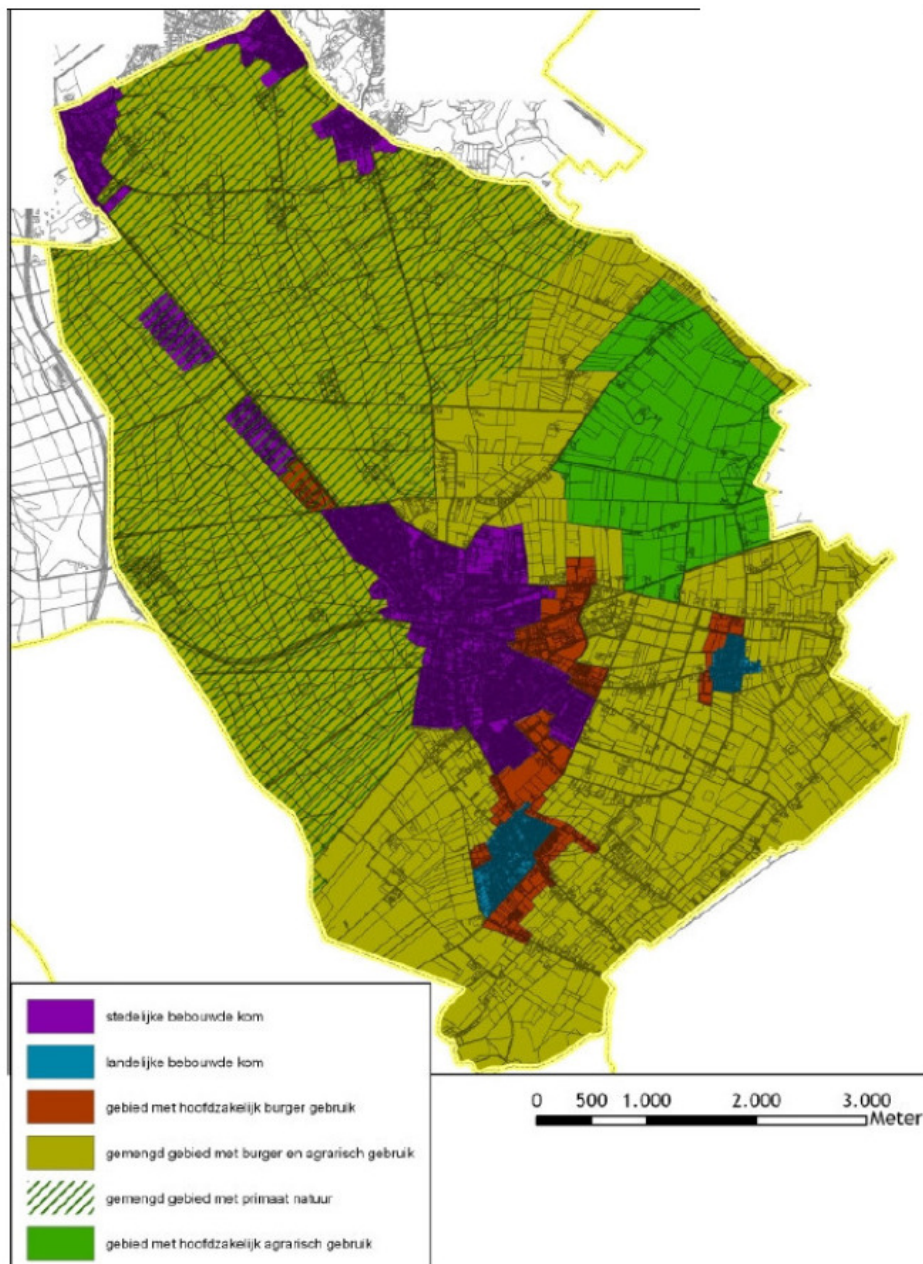 stedelijke bebouwde kom
landelijke bebouwde kom
gebied met hoofdzakelijk burger gebruik
gemengd gebied met burger en agrarisch gebruik
gemengd gebied met primaat natuur
gebied met hoofdzakelijk agrarisch gebruik
0 500 1.000 2.000 3.000
Meter